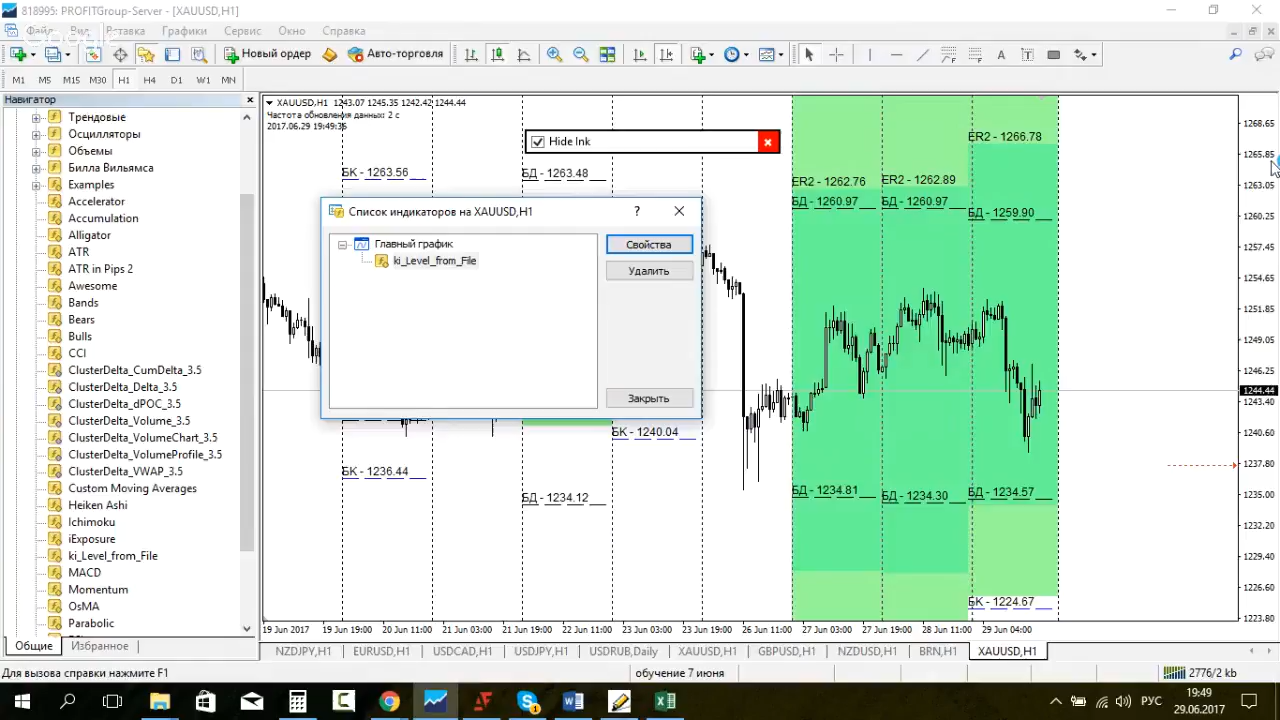 818995: PROFITGroup-Server - [XAUUSD,H1]
Файл Вид Вставка Графики Сервис Окно Справка
Новый ордер Авто-торговля
M1 M5 M15 M30 H1 H4 D1 W1 MN
Навигатор
Трендовые
Осцилляторы
Объемы
Билла Вильямса
Examples
Accelerator
Accumulation
Alligator
ATR
ATR in Pips 2
Awesome
Bands
Bears
Bulls
CCI
ClusterDelta_CumDelta_3.5
ClusterDelta_Delta_3.5
ClusterDelta_dPOC_3.5
ClusterDelta_Volume_3.5
ClusterDelta_VolumeChart_3.5
ClusterDelta_VolumeProfile_3.5
ClusterDelta_VWAP_3.5
Custom Moving Averages
Heiken Ashi
Ichimoku
iExposure
ki_Level_from_File
MACD
Momentum
OsMA
Parabolic
Общие Избранное
XAUUSD,H1 1243.07 1245.35 1242.42 1244.44
Частота обновления данных: 2 с
2017.06.29 19:49:35
Hide Ink
БК - 1263.56
БД - 1263.48
ER2 - 1262.76
ER2 - 1262.89
ER2 - 1266.78
БД - 1260.97
БД - 1260.97
БД - 1259.90
Список индикаторов на XAUUSD,H1 ?
Главный график
ki_Level_from_File
Свойства
Удалить
Закрыть
БК - 1240.04
БК - 1236.44
БД - 1234.12
БД - 1234.81
БД - 1234.30
БД - 1234.57
БК - 1224.67
1268.65
1265.85
1263.05
1260.25
1257.45
1254.65
1251.85
1249.05
1246.25
1244.44
1243.40
1240.60
1237.80
1235.00
1232.20
1229.40
1226.60
1223.80
19 Jun 2017 19 Jun 19:00 20 Jun 11:00 21 Jun 03:00 21 Jun 19:00 22 Jun 11:00 23 Jun 03:00 23 Jun 19:00 26 Jun 11:00 27 Jun 03:00 27 Jun 19:00 28 Jun 11:00 29 Jun 04:00
NZDJPY,H1 EURUSD,H1 USDCAD,H1 USDJPY,H1 USDRUB,Daily XAUUSD,H1 GBPUSD,H1 NZDUSD,H1 BRN,H1 XAUUSD,H1
Для вызова справки нажмите F1 обучение 7 июня 2776/2 kb
РУС
19:49
29.06.2017